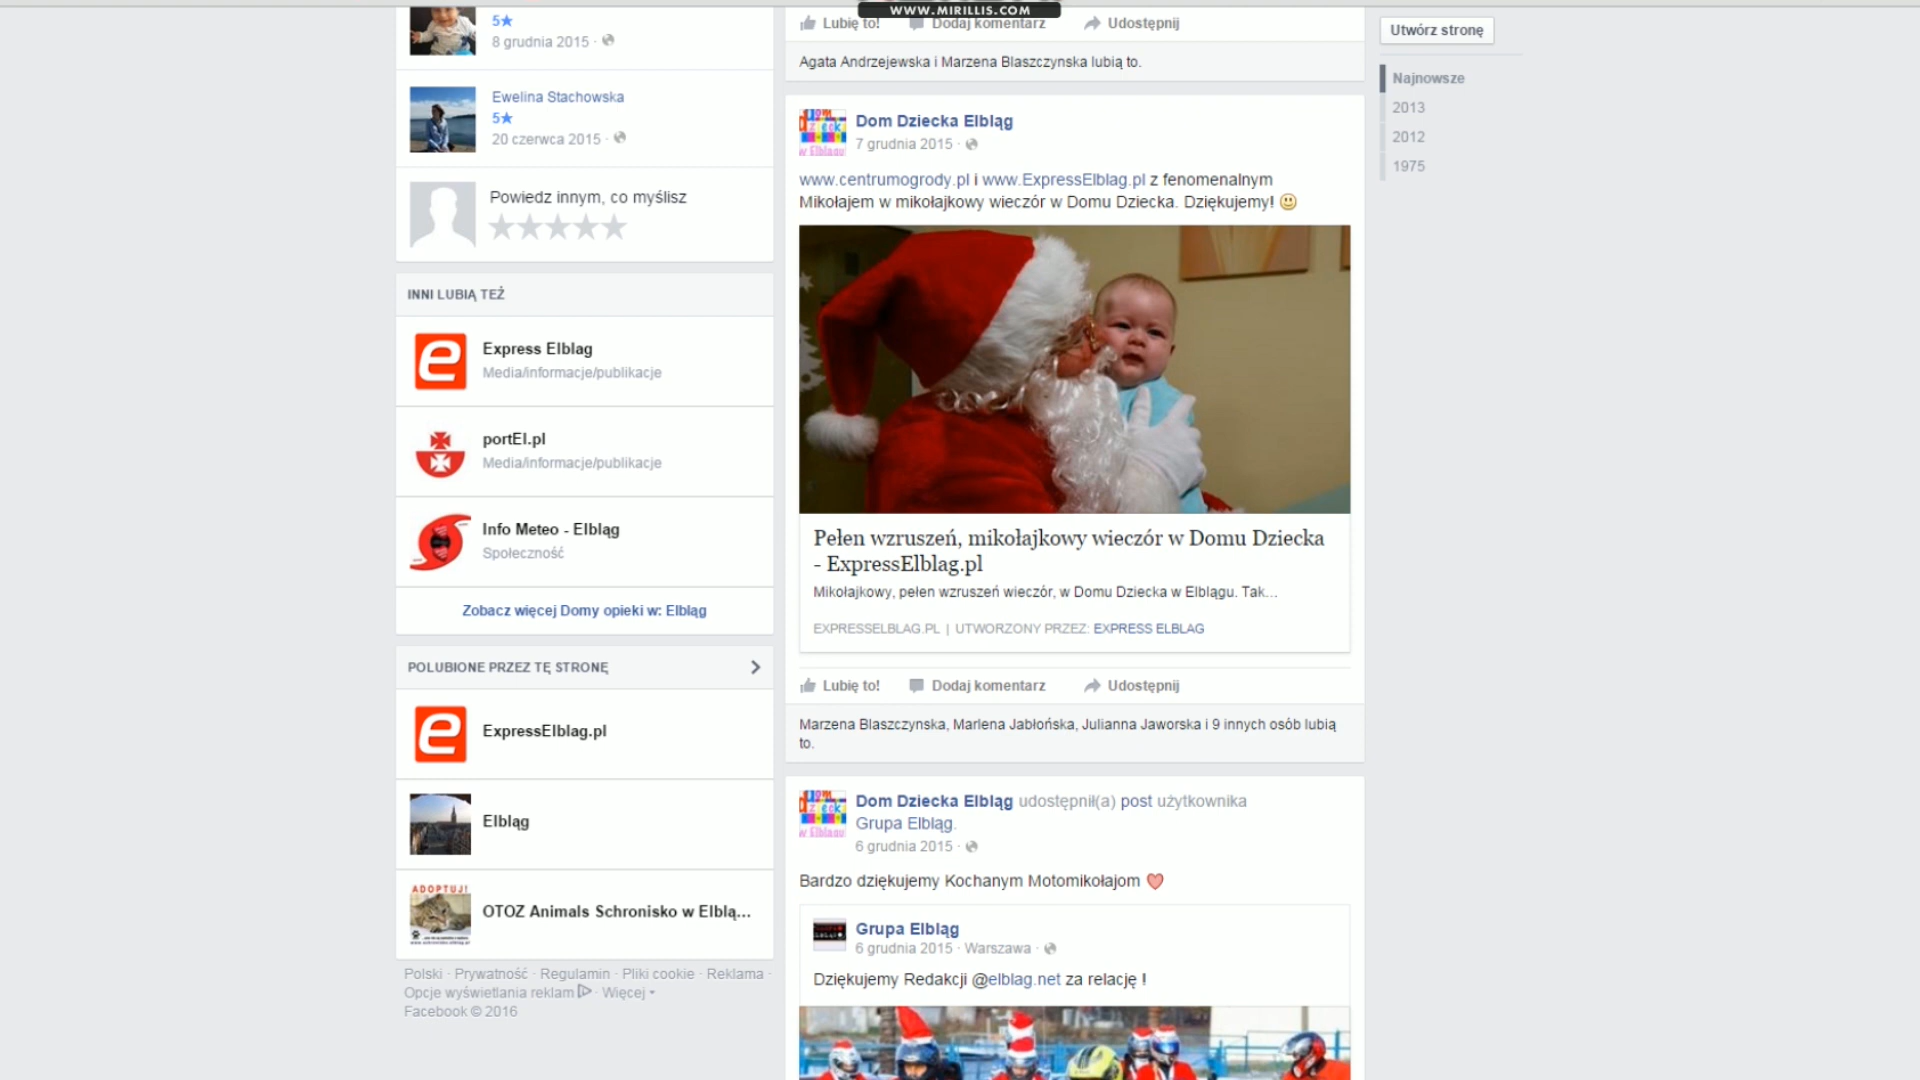 WWW.MIRILLIS.COM
5★
8 grudnia 2015 ·
Ewelina Stachowska
5★
20 czerwca 2015 ·
Powiedz innym, co myślisz
INNI LUBIĄ TEŻ
Express Elblag
Media/informacje/publikacje
portEl.pl
Media/informacje/publikacje
Info Meteo - Elbląg
Społeczność
Zobacz więcej Domy opieki w: Elbląg
POLUBIONE PRZEZ TĘ STRONĘ
ExpressElblag.pl
Elbląg
ADOPTUJ!
OTOZ Animals Schronisko w Elblą...
Polski · Prywatność · Regulamin · Pliki cookie · Reklama ·
Opcje wyświetlania reklam · Więcej
Facebook © 2016
Lubię to! Dodaj komentarz Udostępnij
Agata Andrzejewska i Marzena Blaszczynska lubią to.
Dom Dziecka Elbląg
7 grudnia 2015 ·
www.centrumogrody.pl i www.ExpressElblag.pl z fenomenalnym
Mikołajem w mikołajkowy wieczór w Domu Dziecka. Dziękujemy!
Pełen wzruszeń, mikołajkowy wieczór w Domu Dziecka
- ExpressElblag.pl
Mikołajkowy, pełen wzruszeń wieczór, w Domu Dziecka w Elblągu. Tak...
EXPRESSELBLAG.PL | UTWORZONY PRZEZ: EXPRESS ELBLAG
Lubię to! Dodaj komentarz Udostępnij
Marzena Blaszczynska, Marlena Jabłońska, Julianna Jaworska i 9 innych osób lubią
to.
Dom Dziecka Elbląg udostępnił(a) post użytkownika
Grupa Elbląg.
6 grudnia 2015 ·
Bardzo dziękujemy Kochanym Motomikołajom
Grupa Elbląg
6 grudnia 2015 · Warszawa ·
Dziękujemy Redakcji @elblag.net za relację !
Utwórz stronę
Najnowsze
2013
2012
1975